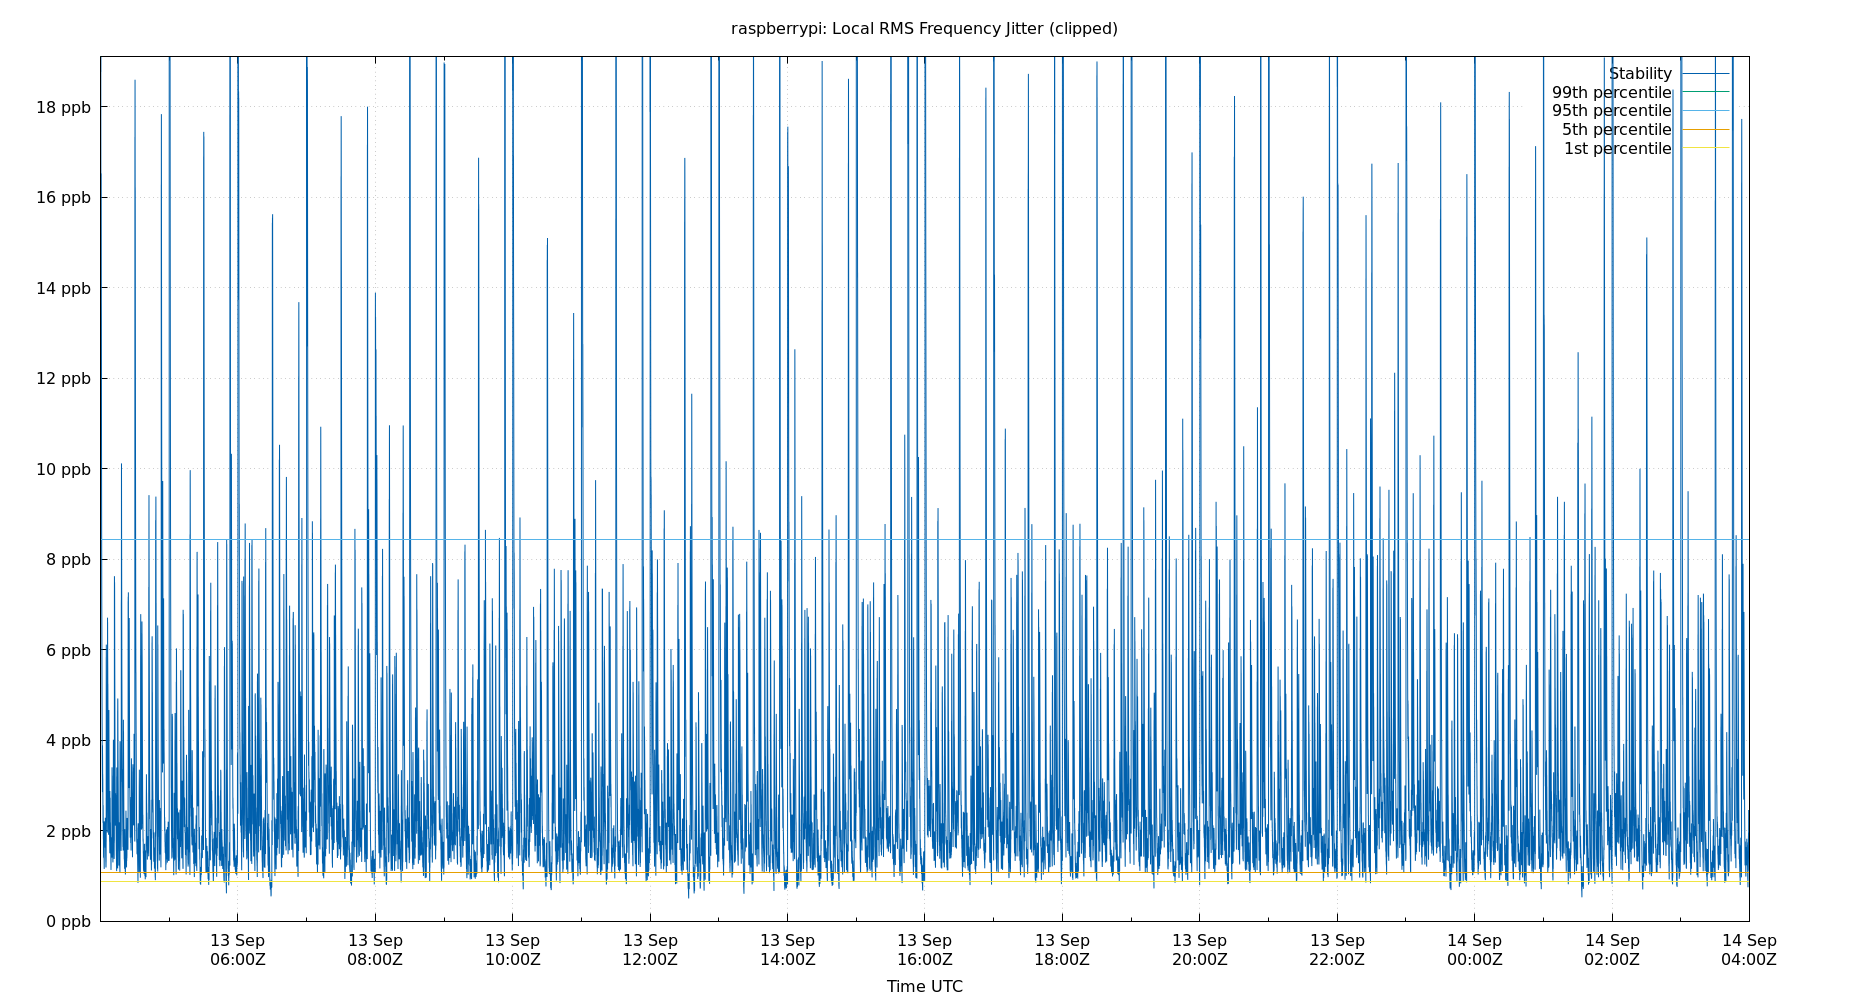 raspberrypi: Local RMS Frequency Jitter (clipped)
Stability
99th percentile
95th percentile
5th percentile
1st percentile
18 ppb
16 ppb
14 ppb
12 ppb
10 ppb
8 ppb
6 ppb
4 ppb
2 ppb
0 ppb
13 Sep 13 Sep 13 Sep 13 Sep 13 Sep 13 Sep 13 Sep 13 Sep 13 Sep 14 Sep 14 Sep 14 Sep
06:00Z 08:00Z 10:00Z 12:00Z 14:00Z 16:00Z 18:00Z 20:00Z 22:00Z 00:00Z 02:00Z 04:00Z
Time UTC